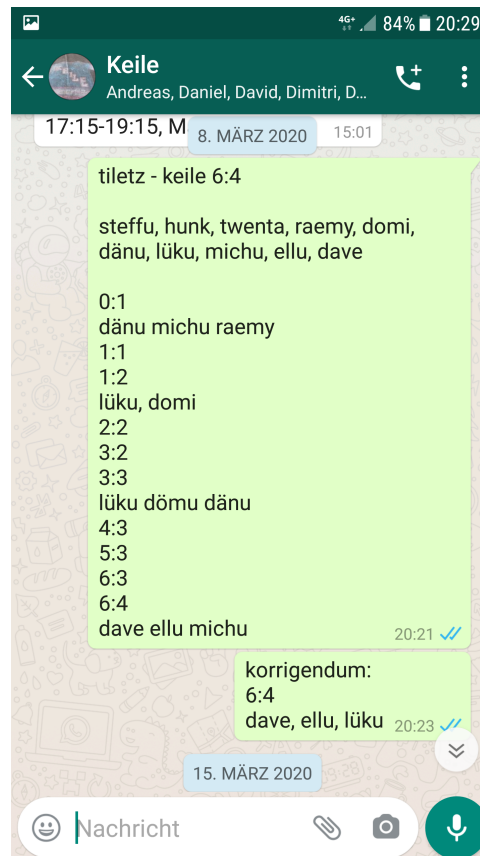 84% 20:29
Keile
Andreas, Daniel, David, Dimitri, D...
17:15-19:15, M
15:01
8. MÄRZ 2020
tiletz - keile 6:4
steffu, hunk, twenta, raemy, domi,
dänu, lüku, michu, ellu, dave
0:1
dänu michu raemy
1:1
1:2
lüku, domi
2:2
3:2
3:3
lüku dömu dänu
4:3
5:3
6:3
6:4
dave ellu michu
20:21
korrigendum:
6:4
dave, ellu, lüku 20:23
15. MÄRZ 2020
Nachricht